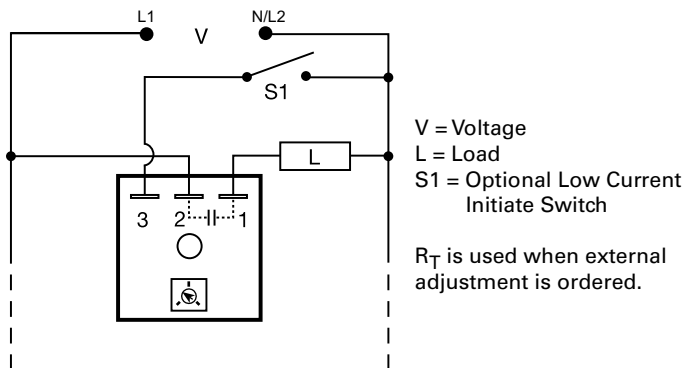 L1
N/L2
V
S1
L
3
2
1
V = Voltage
L = Load
S1 = Optional Low Current
Initiate Switch
RT is used when external
adjustment is ordered.